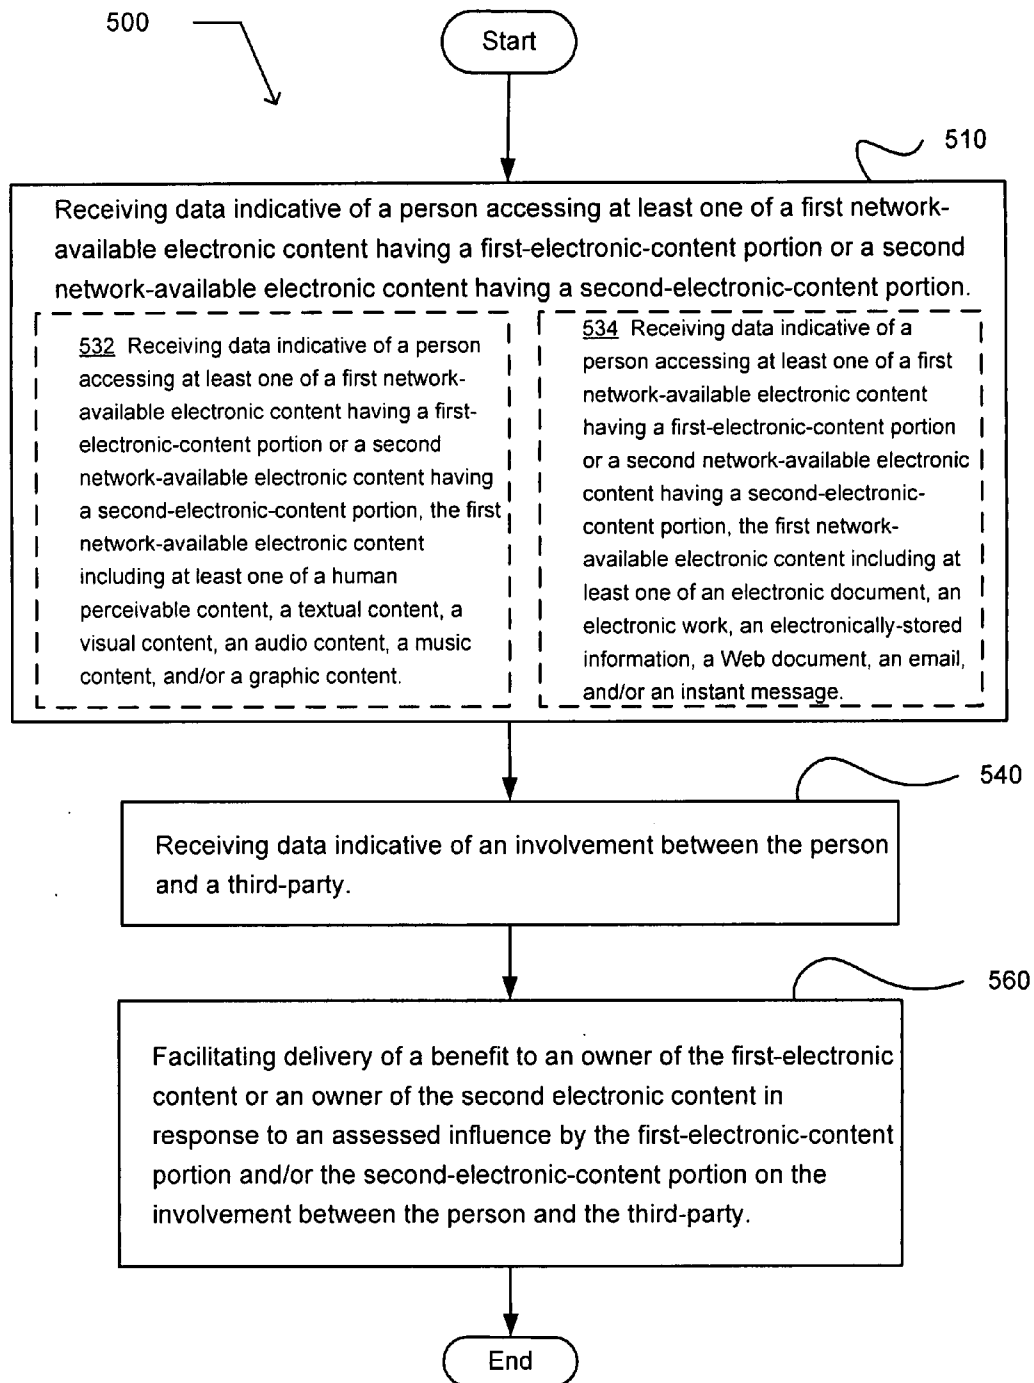 500
Start
510
Receiving data indicative of a person accessing at least one of a first network-
available electronic content having a first-electronic-content portion or a second
network-available electronic content having a second-electronic-content portion.
532 Receiving data indicative of a person
accessing at least one of a first network-
available electronic content having a first-
electronic-content portion or a second
network-available electronic content having
a second-electronic-content portion, the first
network-available electronic content
including at least one of a human
perceivable content, a textual content, a
visual content, an audio content, a music
content, and/or a graphic content.
534 Receiving data indicative of a
person accessing at least one of a first
network-available electronic content
having a first-electronic-content portion
or a second network-available electronic
content having a second-electronic-
content portion, the first network-
available electronic content including at
least one of an electronic document, an
electronic work, an electronically-stored
information, a Web document, an email,
and/or an instant message.
540
Receiving data indicative of an involvement between the person
and a third-party.
560
Facilitating delivery of a benefit to an owner of the first-electronic
content or an owner of the second electronic content in
response to an assessed influence by the first-electronic-content
portion and/or the second-electronic-content portion on the
involvement between the person and the third-party.
End